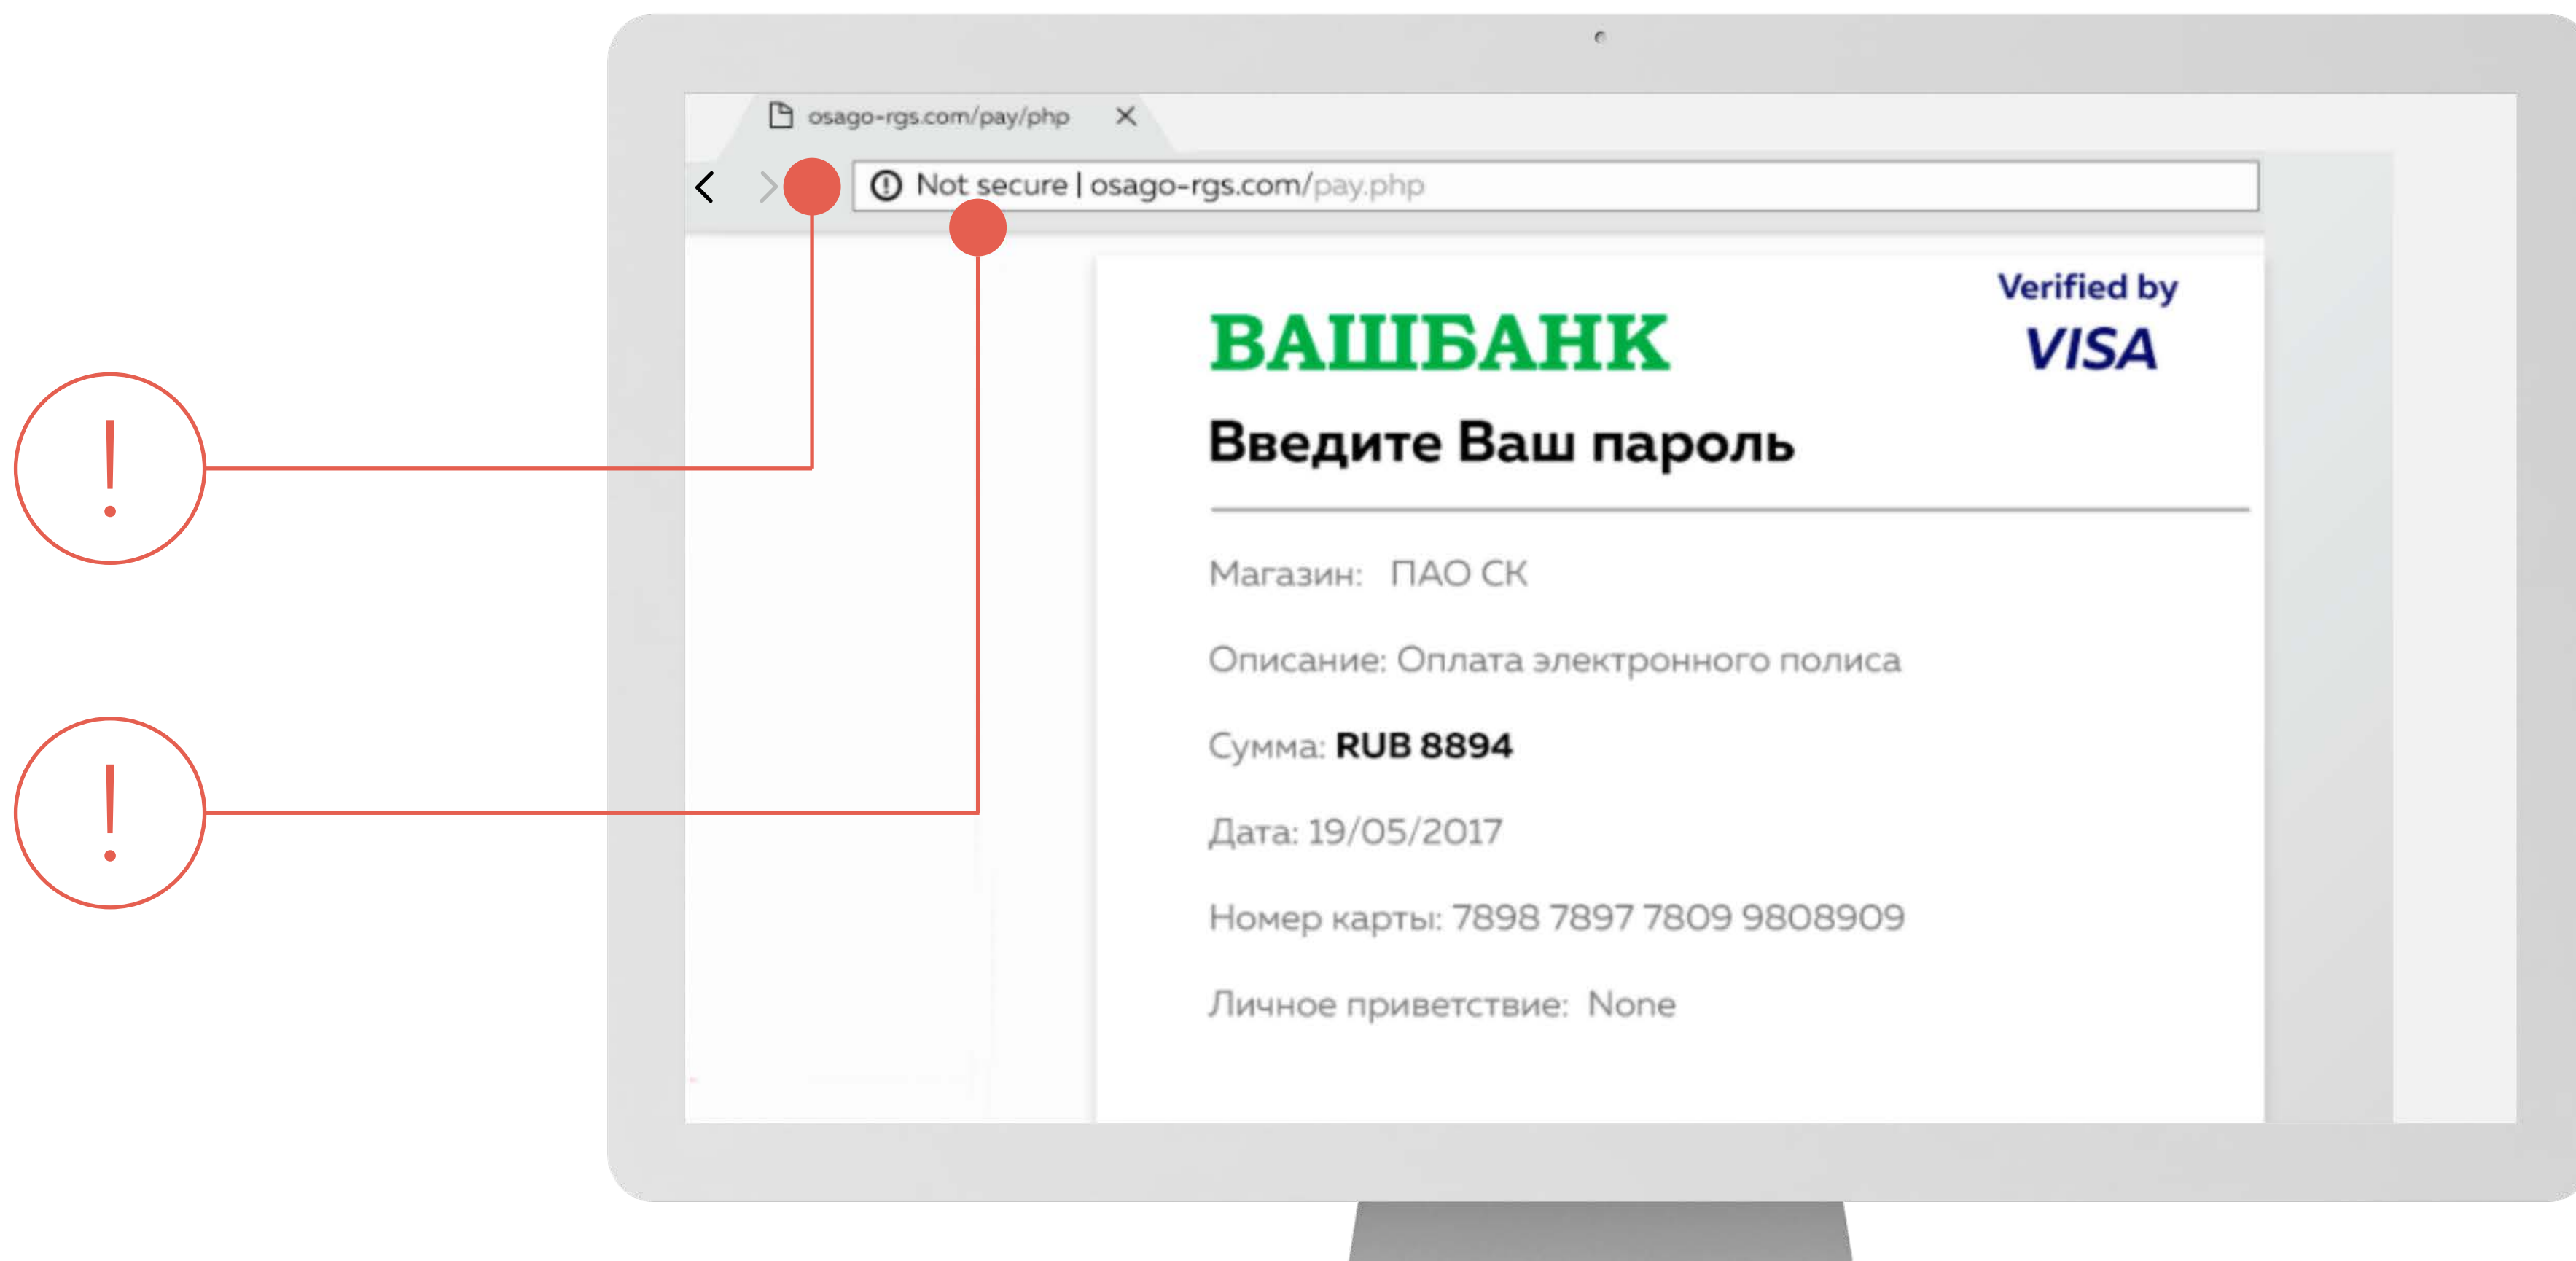 osago-rgs.com/pay/php
Not secure | osago-rgs.com/pay.php
Verified by
VISA
ВАШБАНК
Введите Ваш пароль
Магазин: ПАО СК
Описание: Оплата электронного полиса
Сумма: RUB 8894
Дата: 19/05/2017
Номер карты: 7898 7897 7809 9808909
Личное приветствие: None
!
!